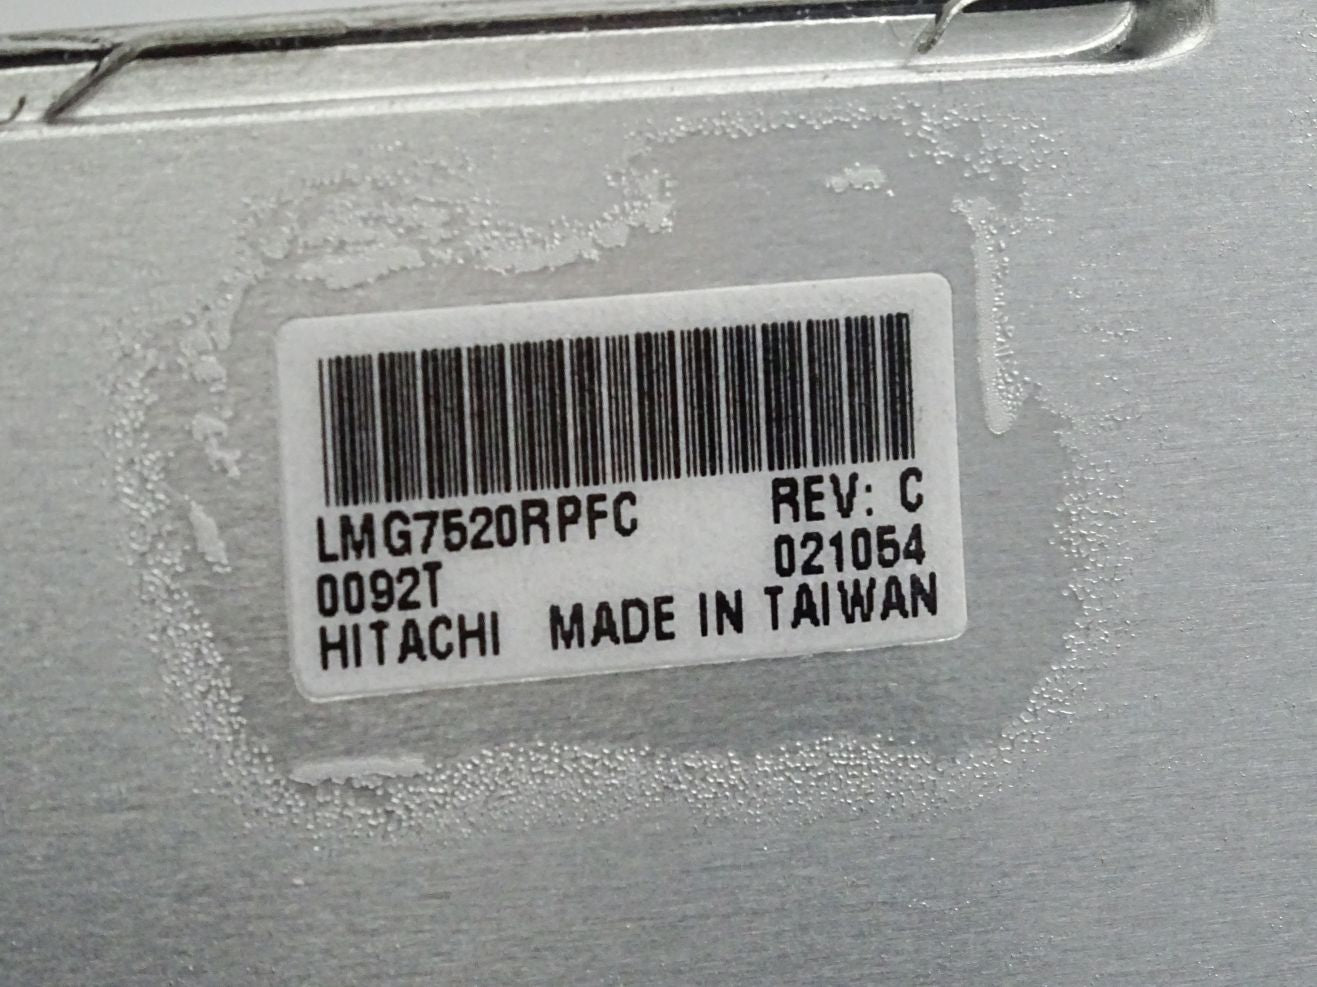 LMG7520RPFC REV: C
0092T 021054
HITACHI MADE IN TAIWAN